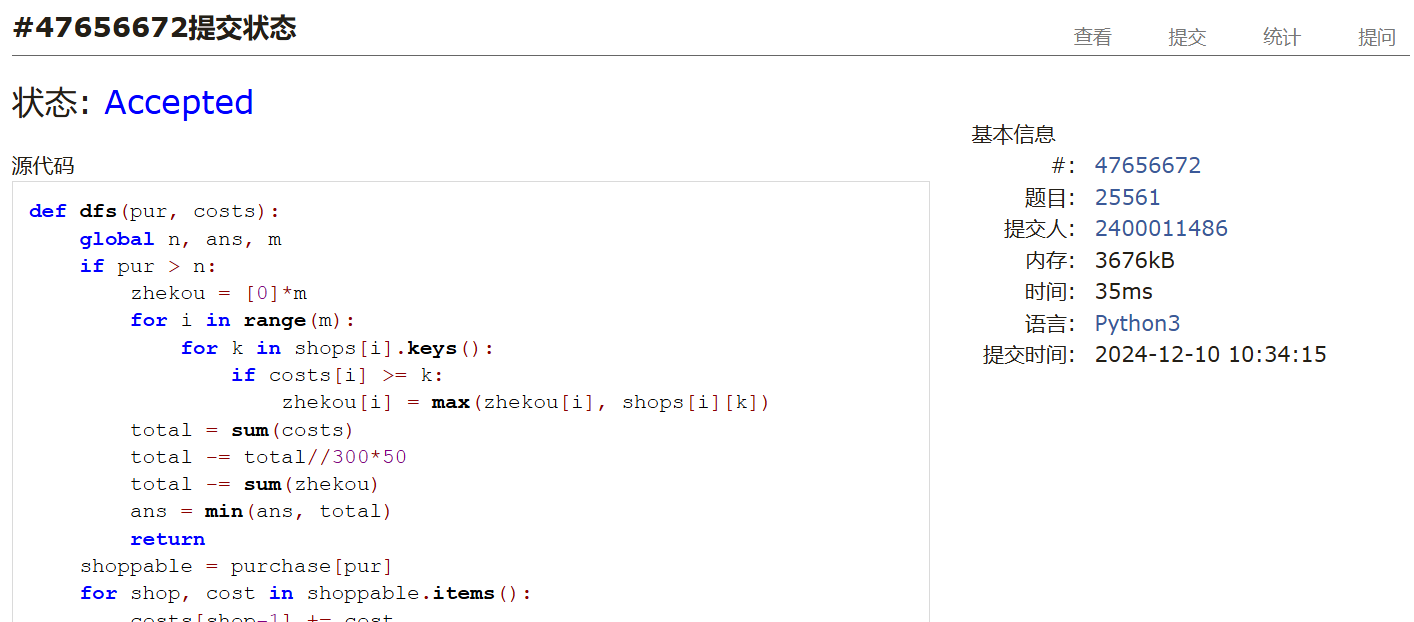 #47656672提交状态
查看 提交 统计 提问
状态: Accepted
源代码
def dfs(pur, costs):
    global n, ans, m
    if pur > n:
        zhekou = [0]*m
        for i in range(m):
            for k in shops[i].keys():
                if costs[i] >= k:
                    zhekou[i] = max(zhekou[i], shops[i][k])
        total = sum(costs)
        total -= total//300*50
        total -= sum(zhekou)
        ans = min(ans, total)
        return
    shoppable = purchase[pur]
    for shop, cost in shoppable.items():
        costs[shop-1] += cost
基本信息
#: 47656672
题目: 25561
提交人: 2400011486
内存: 3676kB
时间: 35ms
语言: Python3
提交时间: 2024-12-10 10:34:15